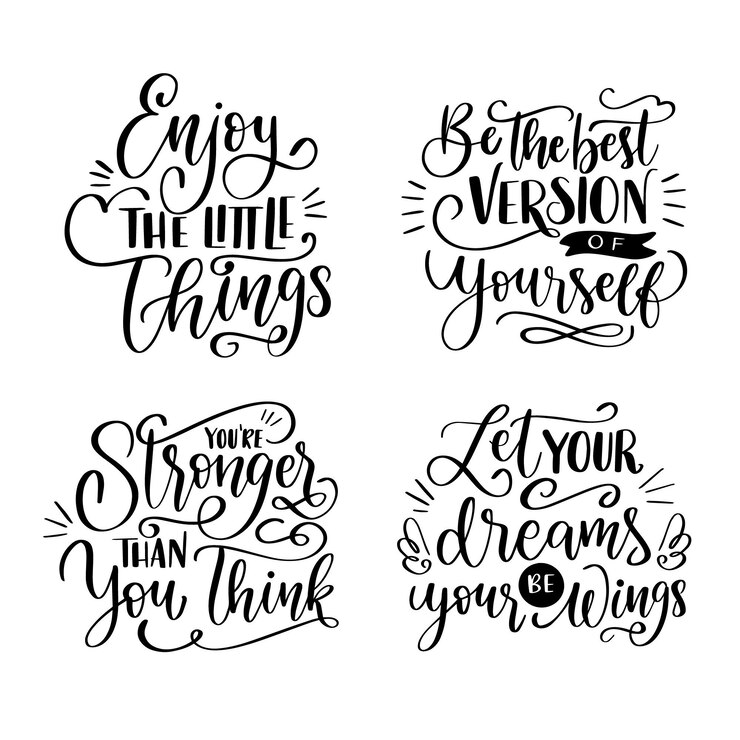 Enjoy
THE LITTLE
Things
Be the best
VERSION
OF
Yourself
YOU'RE
Stronger
THAN
You Think
Let YOUR
dreams
BE
your Wings